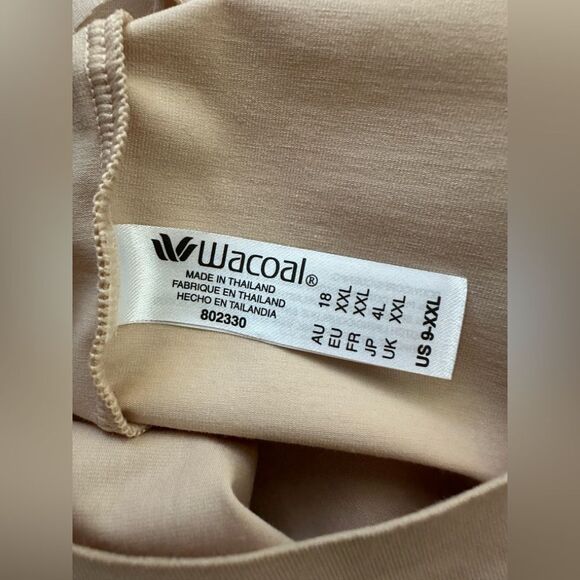 Wacoal®
MADE IN THAILAND
FABRIQUE EN THAILAND
HECHO EN TAILANDIA
802330
AU 18
EU XXL
FR XXL
JP 4L
UK XXL
US 9-XXL